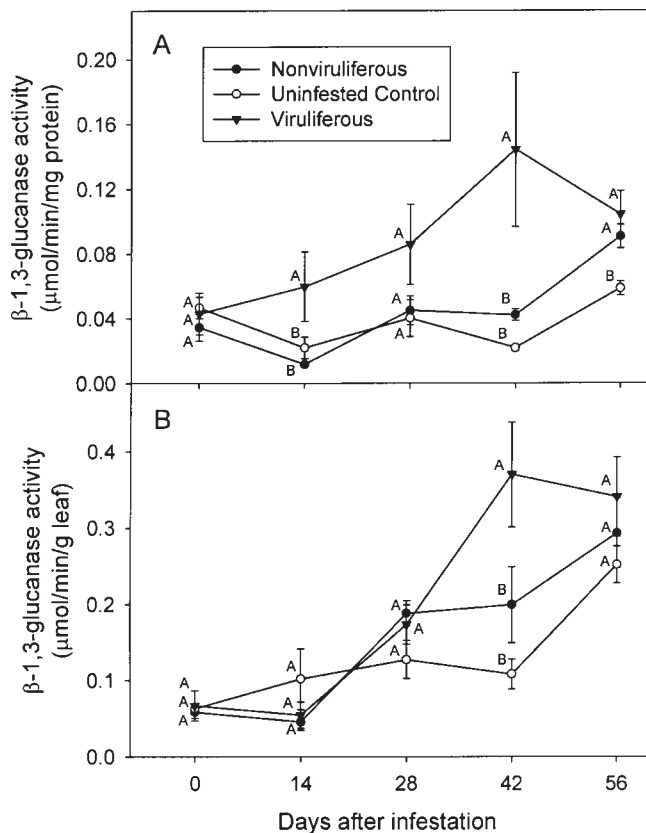 A
Nonviruliferous
Uninfested Control
Viruliferous
β-1,3-glucanase activity
(μmol/min/mg protein)
0.20
0.16
0.12
0.08
0.04
0.00
A
A
A
A
B
B
A
A
A
A
B
B
A
A
B
B
β-1,3-glucanase activity
(μmol/min/g leaf)
0.4
0.3
0.2
0.1
0.0
A
A
A
A
A
A
A
A
A
A
B
B
A
A
A
0
14
28
42
56
Days after infestation